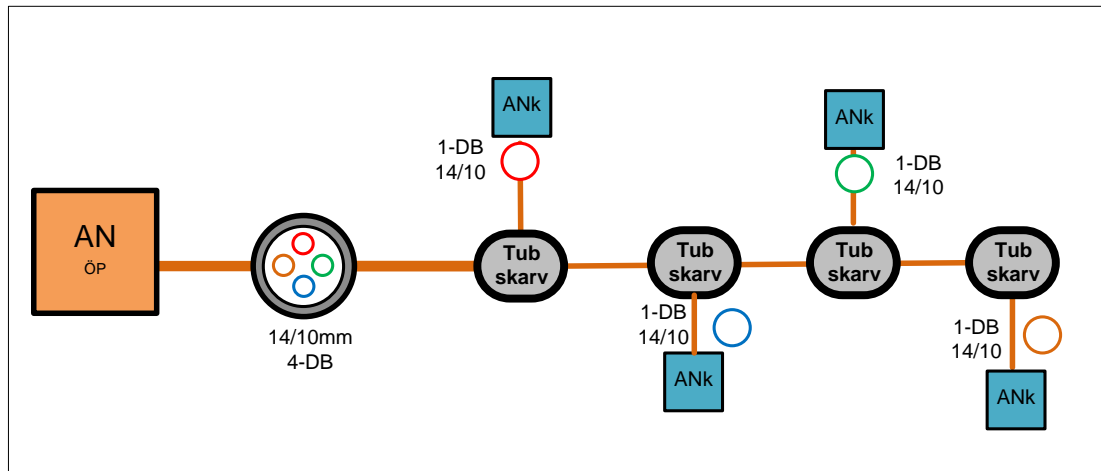 AN
ÖP
14/10mm
4-DB
ANk
1-DB
14/10
Tub
skarv
Tub
skarv
1-DB
14/10
ANk
ANk
1-DB
14/10
Tub
skarv
Tub
skarv
1-DB
14/10
ANk